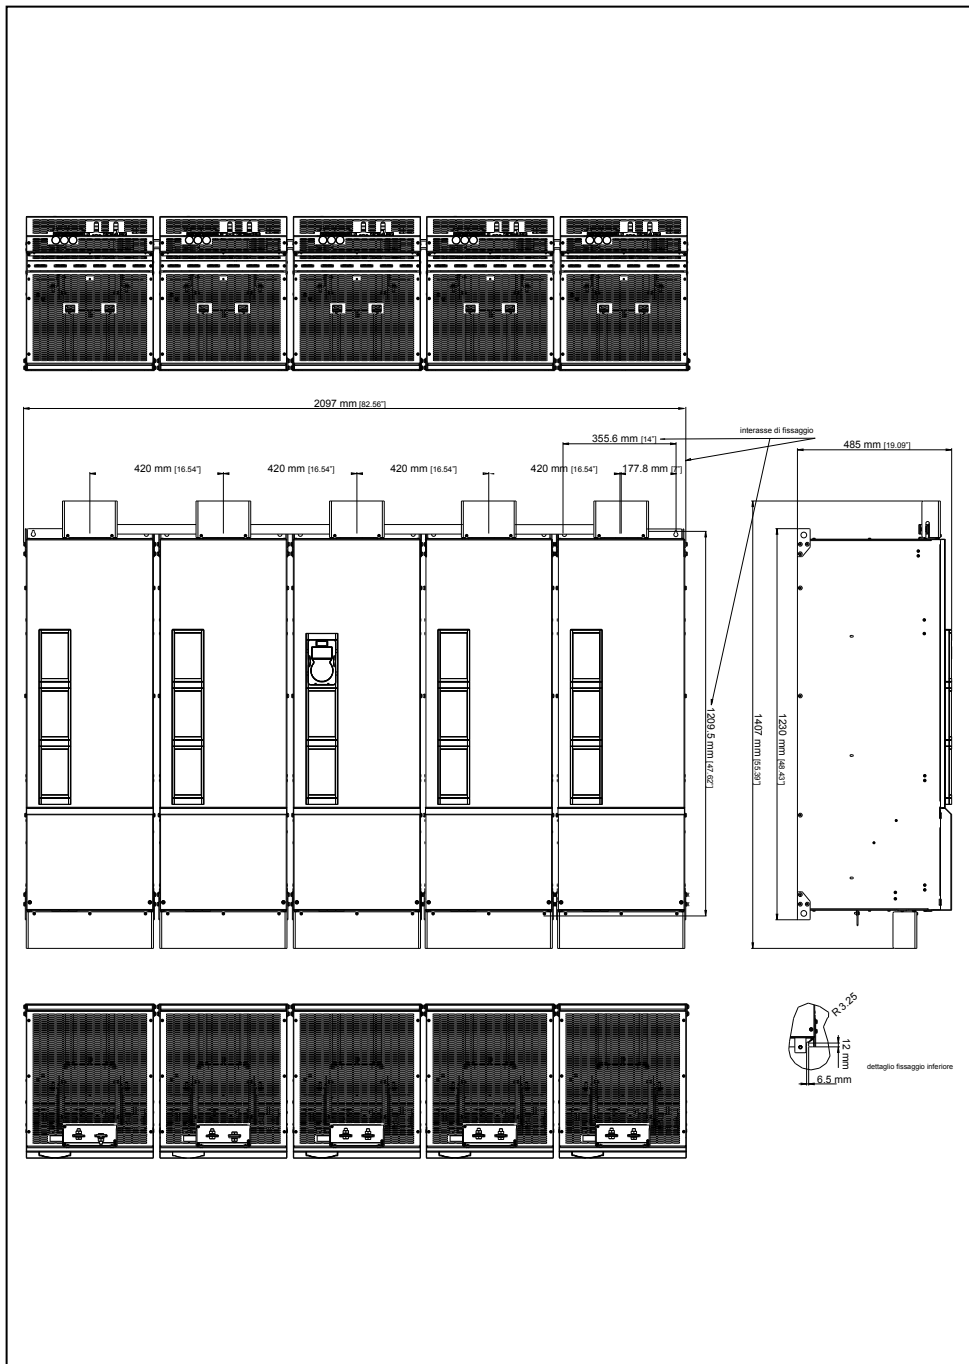 2097 mm [82.56"]
interasse di fissaggio
355.6 mm [14"]
485 mm [19.09"]
420 mm [16.54"]
420 mm [16.54"]
420 mm [16.54"]
420 mm [16.54"]
177.8 mm [7"]
1209.5 mm [47.62"]
1407 mm [55.39"]
1230 mm [48.43"]
R3.25
12 mm
dettaglio fissaggio inferiore
6.5 mm